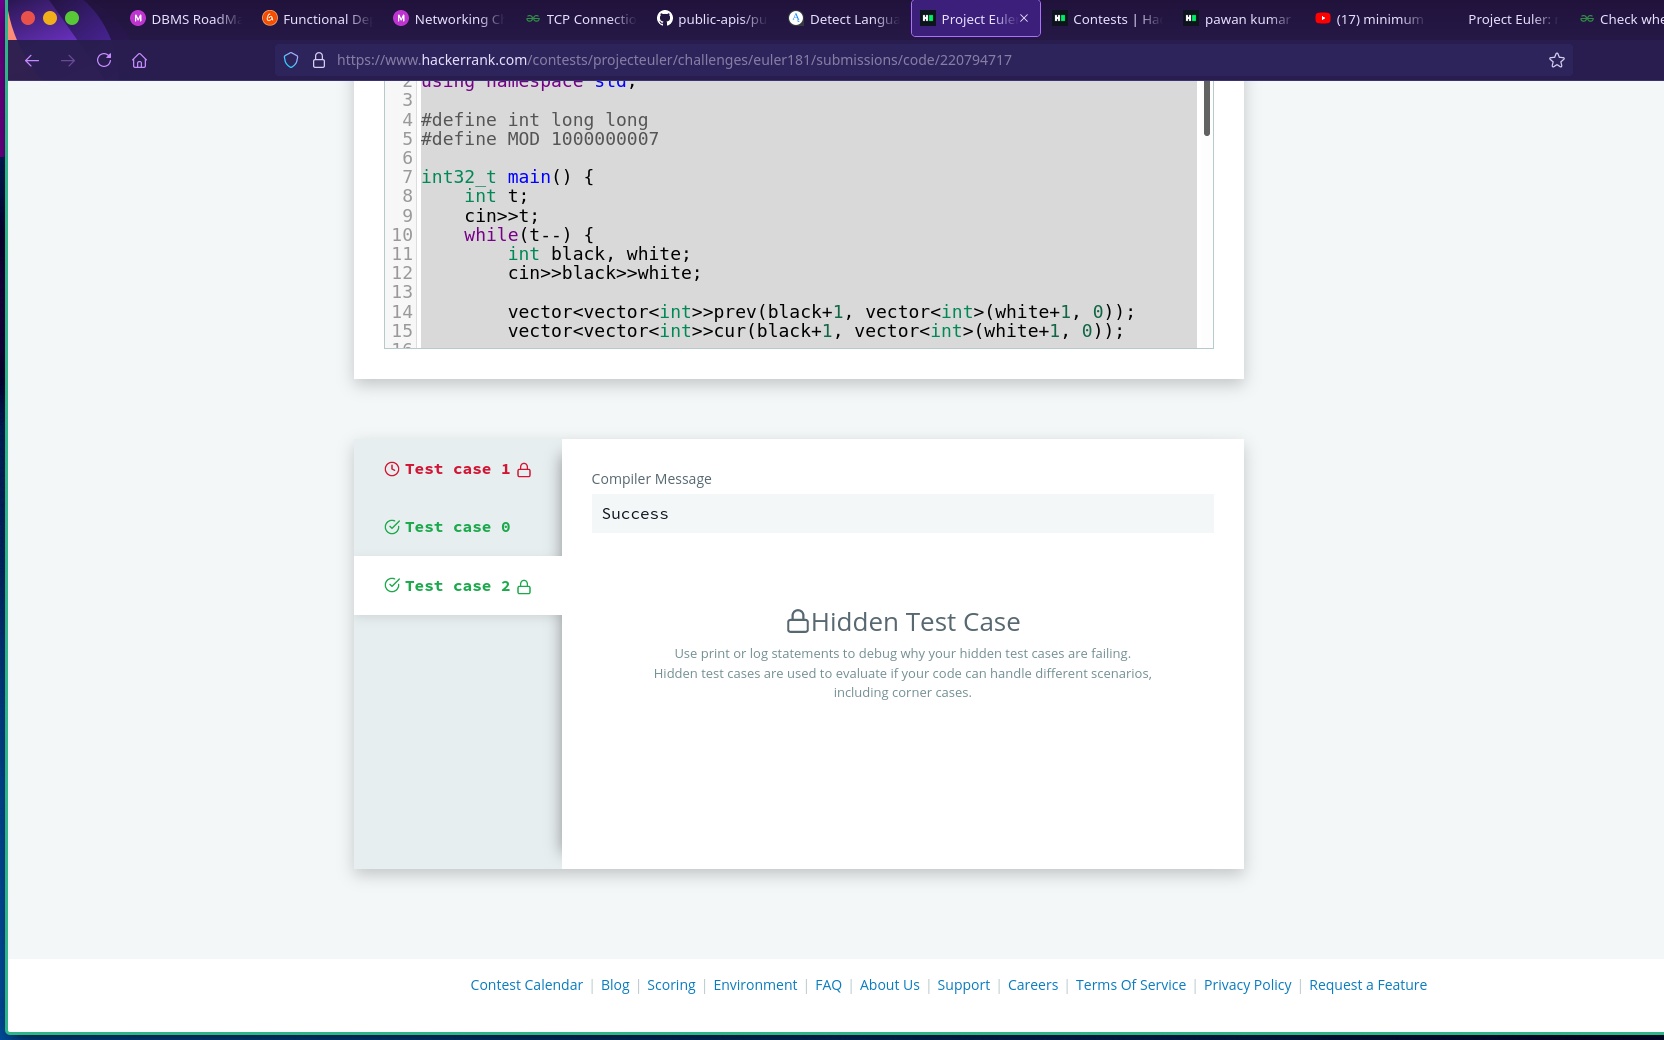 DBMS RoadMa
Functional De
Networking C
TCP Connectio
public-apis/pu
Detect Langua
Project Eule
Contests | Ha
pawan kumar
(17) minimum
Project Euler:
Check whe
https://www.hackerrank.com/contests/projecteuler/challenges/euler181/submissions/code/220794717
2 using namespace std;
3
4 #define int long long
5 #define MOD 1000000007
6
7 int32_t main() {
8 int t;
9 cin>>t;
10 while(t--) {
11 int black, white;
12 cin>>black>>white;
13
14 vector<vector<int>>prev(black+1, vector<int>(white+1, 0));
15 vector<vector<int>>cur(black+1, vector<int>(white+1, 0));
16
Test case 1
Test case 0
Test case 2
Compiler Message
Success
Hidden Test Case
Use print or log statements to debug why your hidden test cases are failing.
Hidden test cases are used to evaluate if your code can handle different scenarios,
including corner cases.
Contest Calendar | Blog | Scoring | Environment | FAQ | About Us | Support | Careers | Terms Of Service | Privacy Policy | Request a Feature